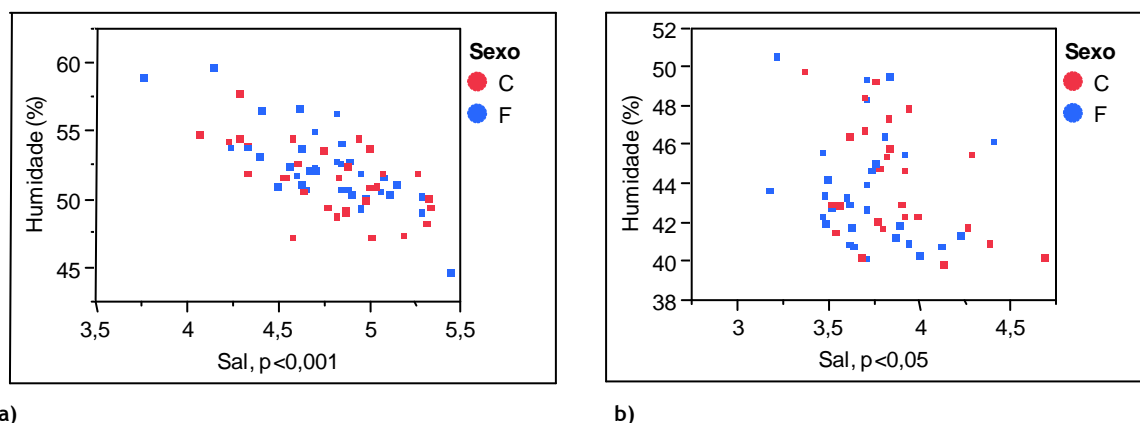 60
55
50
45
Humidade (%)
3,5
4
4,5
5
5,5
Sal, p<0,001
Sexo
C
F
a)
52
50
48
46
44
42
40
38
Humidade (%)
3
3,5
4
4,5
Sal, p<0,05
Sexo
C
F
b)